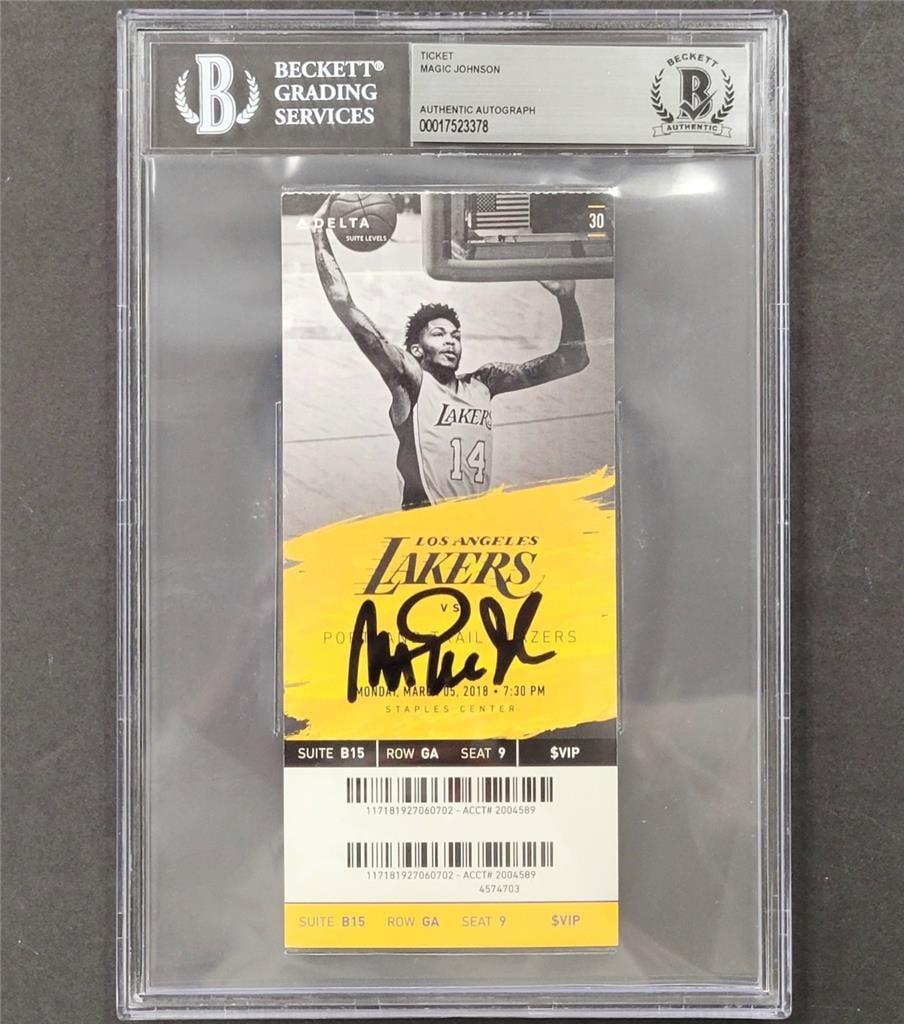 B
BECKETT®
GRADING
SERVICES
TICKET
MAGIC JOHNSON
AUTHENTIC AUTOGRAPH
00017523378
BECKETT
B
AUTHENTIC
DELTA
SUITE LEVELS
30
LAKERS
14
LOS ANGELES
LAKERS
VS
PORTLAND TRAIL BLAZERS
MONDAY, MARCH 05, 2018 • 7:30 PM
STAPLES CENTER
SUITE B15 ROW GA SEAT 9 $VIP
117181927060702 - ACCT# 2004589
117181927060702 - ACCT# 2004589
4574703
SUITE B15 ROW GA SEAT 9 $VIP